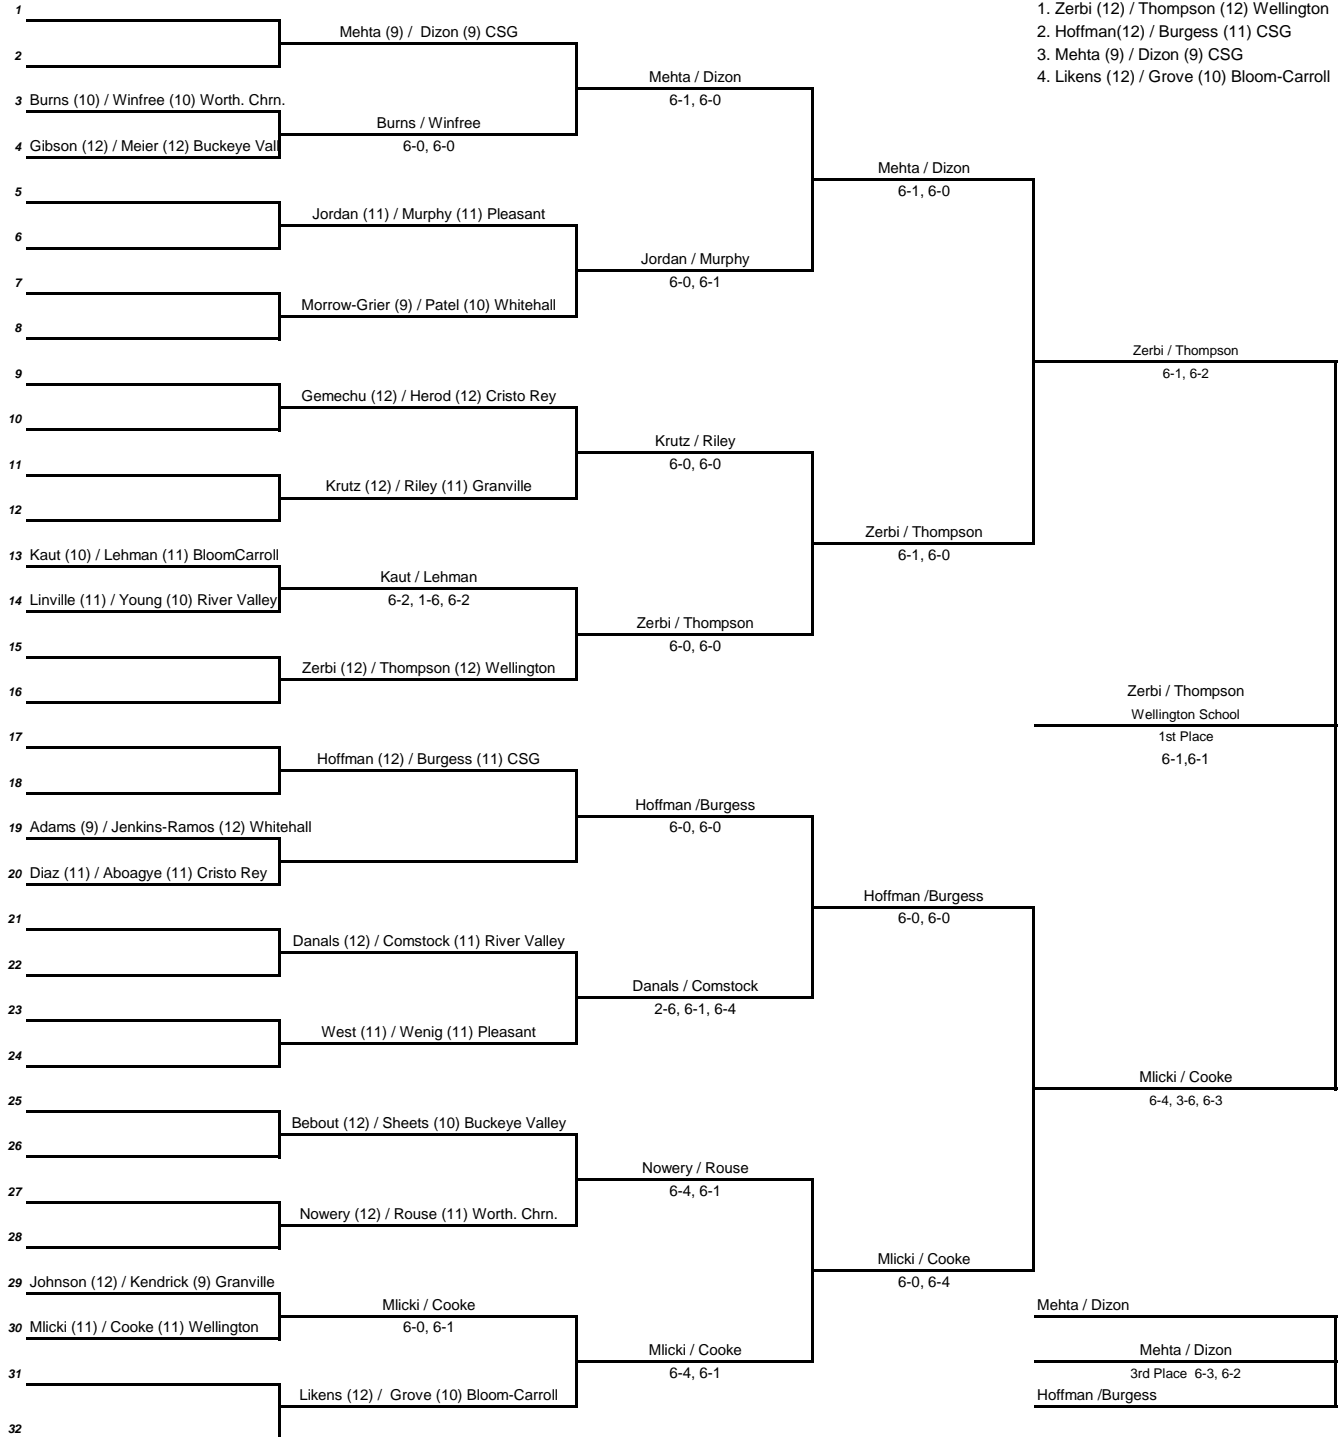 1. Zerbi (12) / Thompson (12) Wellington
2. Hoffman(12) / Burgess (11) CSG
3. Mehta (9) / Dizon (9) CSG
4. Likens (12) / Grove (10) Bloom-Carroll
1
Mehta (9) / Dizon (9) CSG
2
Mehta / Dizon
6-1, 6-0
3 Burns (10) / Winfree (10) Worth. Chrn.
Burns / Winfree
6-0, 6-0
4 Gibson (12) / Meier (12) Buckeye Vall
Mehta / Dizon
6-1, 6-0
5
Jordan (11) / Murphy (11) Pleasant
6
Jordan / Murphy
6-0, 6-1
7
Morrow-Grier (9) / Patel (10) Whitehall
8
Zerbi / Thompson
6-1, 6-2
9
Gemechu (12) / Herod (12) Cristo Rey
10
Krutz / Riley
6-0, 6-0
11
Krutz (12) / Riley (11) Granville
12
Zerbi / Thompson
6-1, 6-0
13 Kaut (10) / Lehman (11) BloomCarroll
Kaut / Lehman
6-2, 1-6, 6-2
14 Linville (11) / Young (10) River Valley
Zerbi / Thompson
6-0, 6-0
15
Zerbi (12) / Thompson (12) Wellington
16
Zerbi / Thompson
Wellington School
1st Place
6-1,6-1
17
Hoffman (12) / Burgess (11) CSG
18
Hoffman /Burgess
6-0, 6-0
19 Adams (9) / Jenkins-Ramos (12) Whitehall
20 Diaz (11) / Aboagye (11) Cristo Rey
Hoffman /Burgess
6-0, 6-0
21
Danals (12) / Comstock (11) River Valley
22
Danals / Comstock
2-6, 6-1, 6-4
23
West (11) / Wenig (11) Pleasant
24
Mlicki / Cooke
6-4, 3-6, 6-3
25
Bebout (12) / Sheets (10) Buckeye Valley
26
Nowery / Rouse
6-4, 6-1
27
Nowery (12) / Rouse (11) Worth. Chrn.
28
Mlicki / Cooke
6-0, 6-4
29 Johnson (12) / Kendrick (9) Granville
Mlicki / Cooke
6-0, 6-1
30 Mlicki (11) / Cooke (11) Wellington
Mlicki / Cooke
6-4, 6-1
31
Likens (12) / Grove (10) Bloom-Carroll
32
Mehta / Dizon
Mehta / Dizon
3rd Place 6-3, 6-2
Hoffman /Burgess